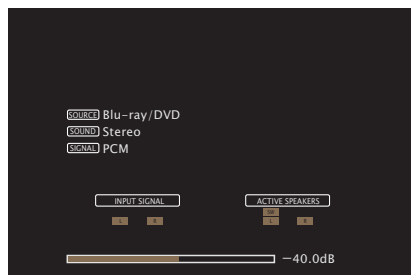 SOURCE Blu-ray/DVD
SOUND Stereo
SIGNAL PCM
INPUT SIGNAL ACTIVE SPEAKERS
SW
L R L R
-40.0dB